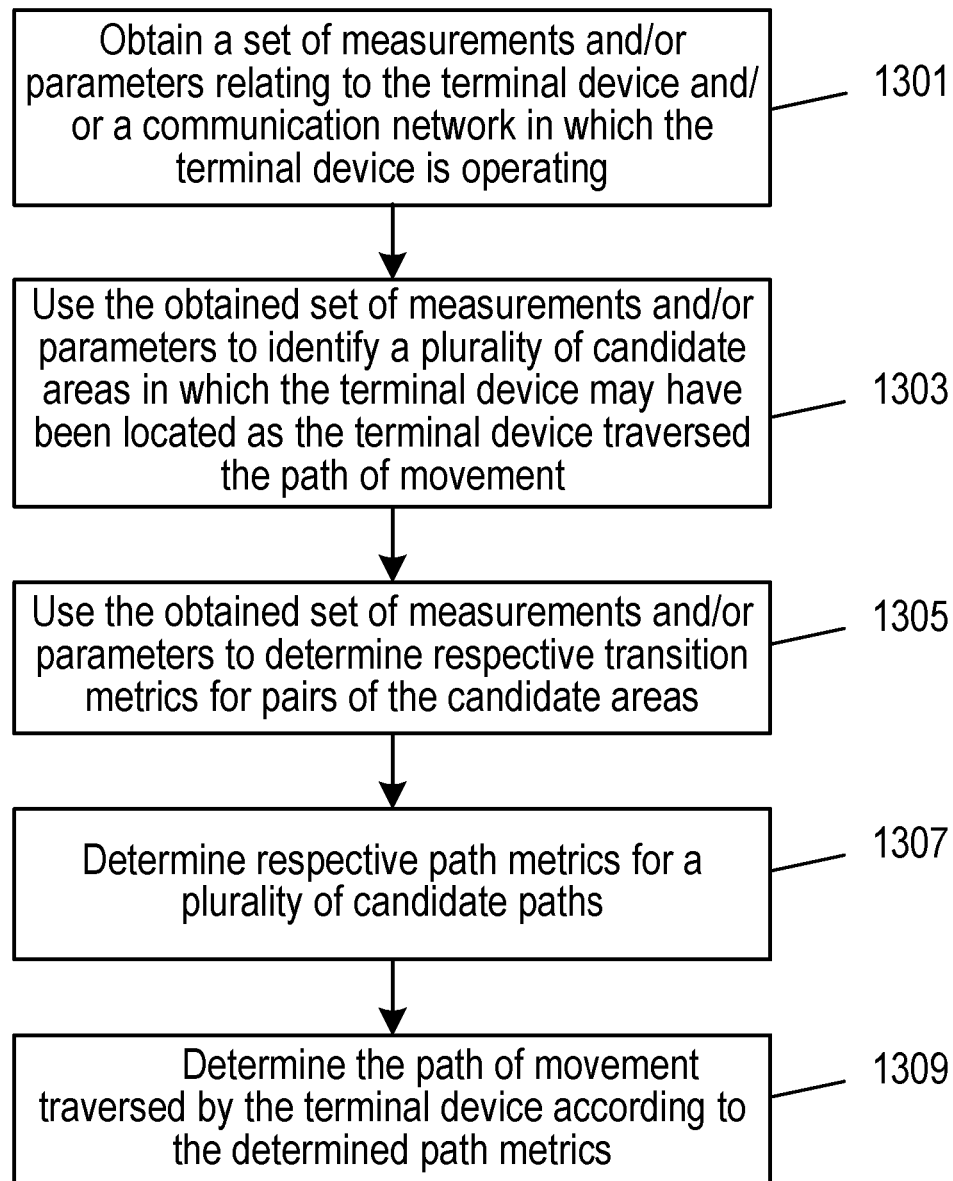 Obtain a set of measurements and/or
parameters relating to the terminal device and/
or a communication network in which the
terminal device is operating
1301
Use the obtained set of measurements and/or
parameters to identify a plurality of candidate
areas in which the terminal device may have
been located as the terminal device traversed
the path of movement
1303
Use the obtained set of measurements and/or
parameters to determine respective transition
metrics for pairs of the candidate areas
1305
Determine respective path metrics for a
plurality of candidate paths
1307
Determine the path of movement
traversed by the terminal device according to
the determined path metrics
1309